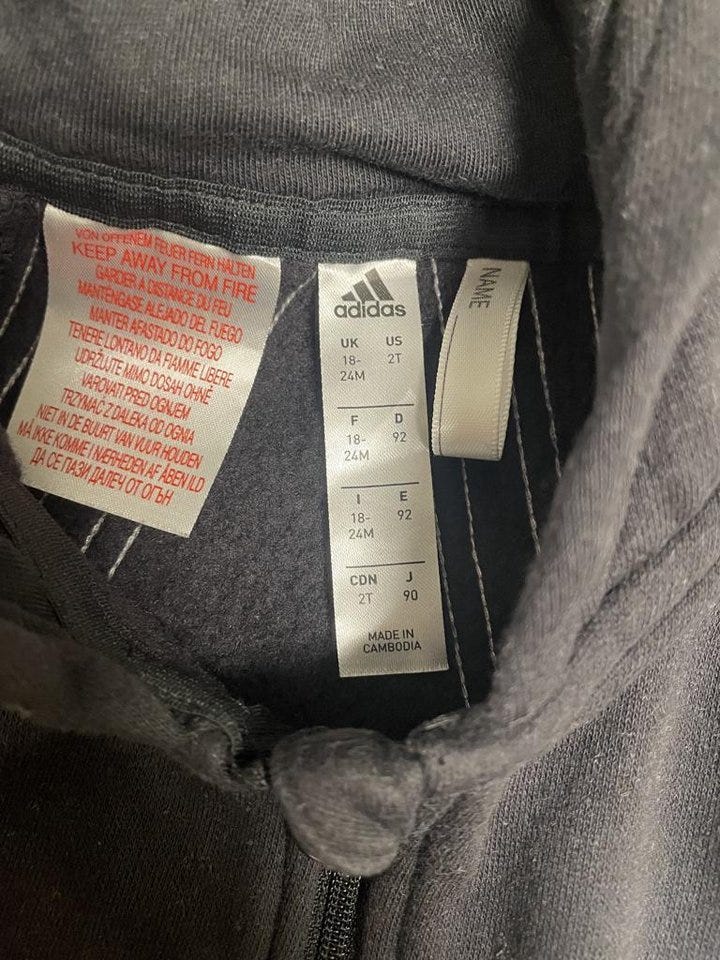 VON OFFENEM FEUER FERN HALTEN
KEEP AWAY FROM FIRE
GARDER A DISTANCE DU FEU
MANTENGASE ALEJADO DEL FUEGO
MANTER AFASTADO DO FOGO
TENERE LONTANO DA FIAMME LIBERE
UDRŽUJTE MIMO DOSAH OHNĚ
VAROVATI PRED OGNJEM
TRZYMAĆ Z DALEKA OD OGNIA
NIET IN DE BUURT VAN VUUR HOUDEN
MÅ IKKE KOMME I NÆRHEDEN AF ÅBEN ILD
ДА СЕ ПАЗИ ДАЛЕЧ ОТ ОГЪН
adidas
UK US
18- 2T
24M
F D
18- 92
24M
I E
18- 92
24M
CDN J
2T 90
MADE IN
CAMBODIA
NAME